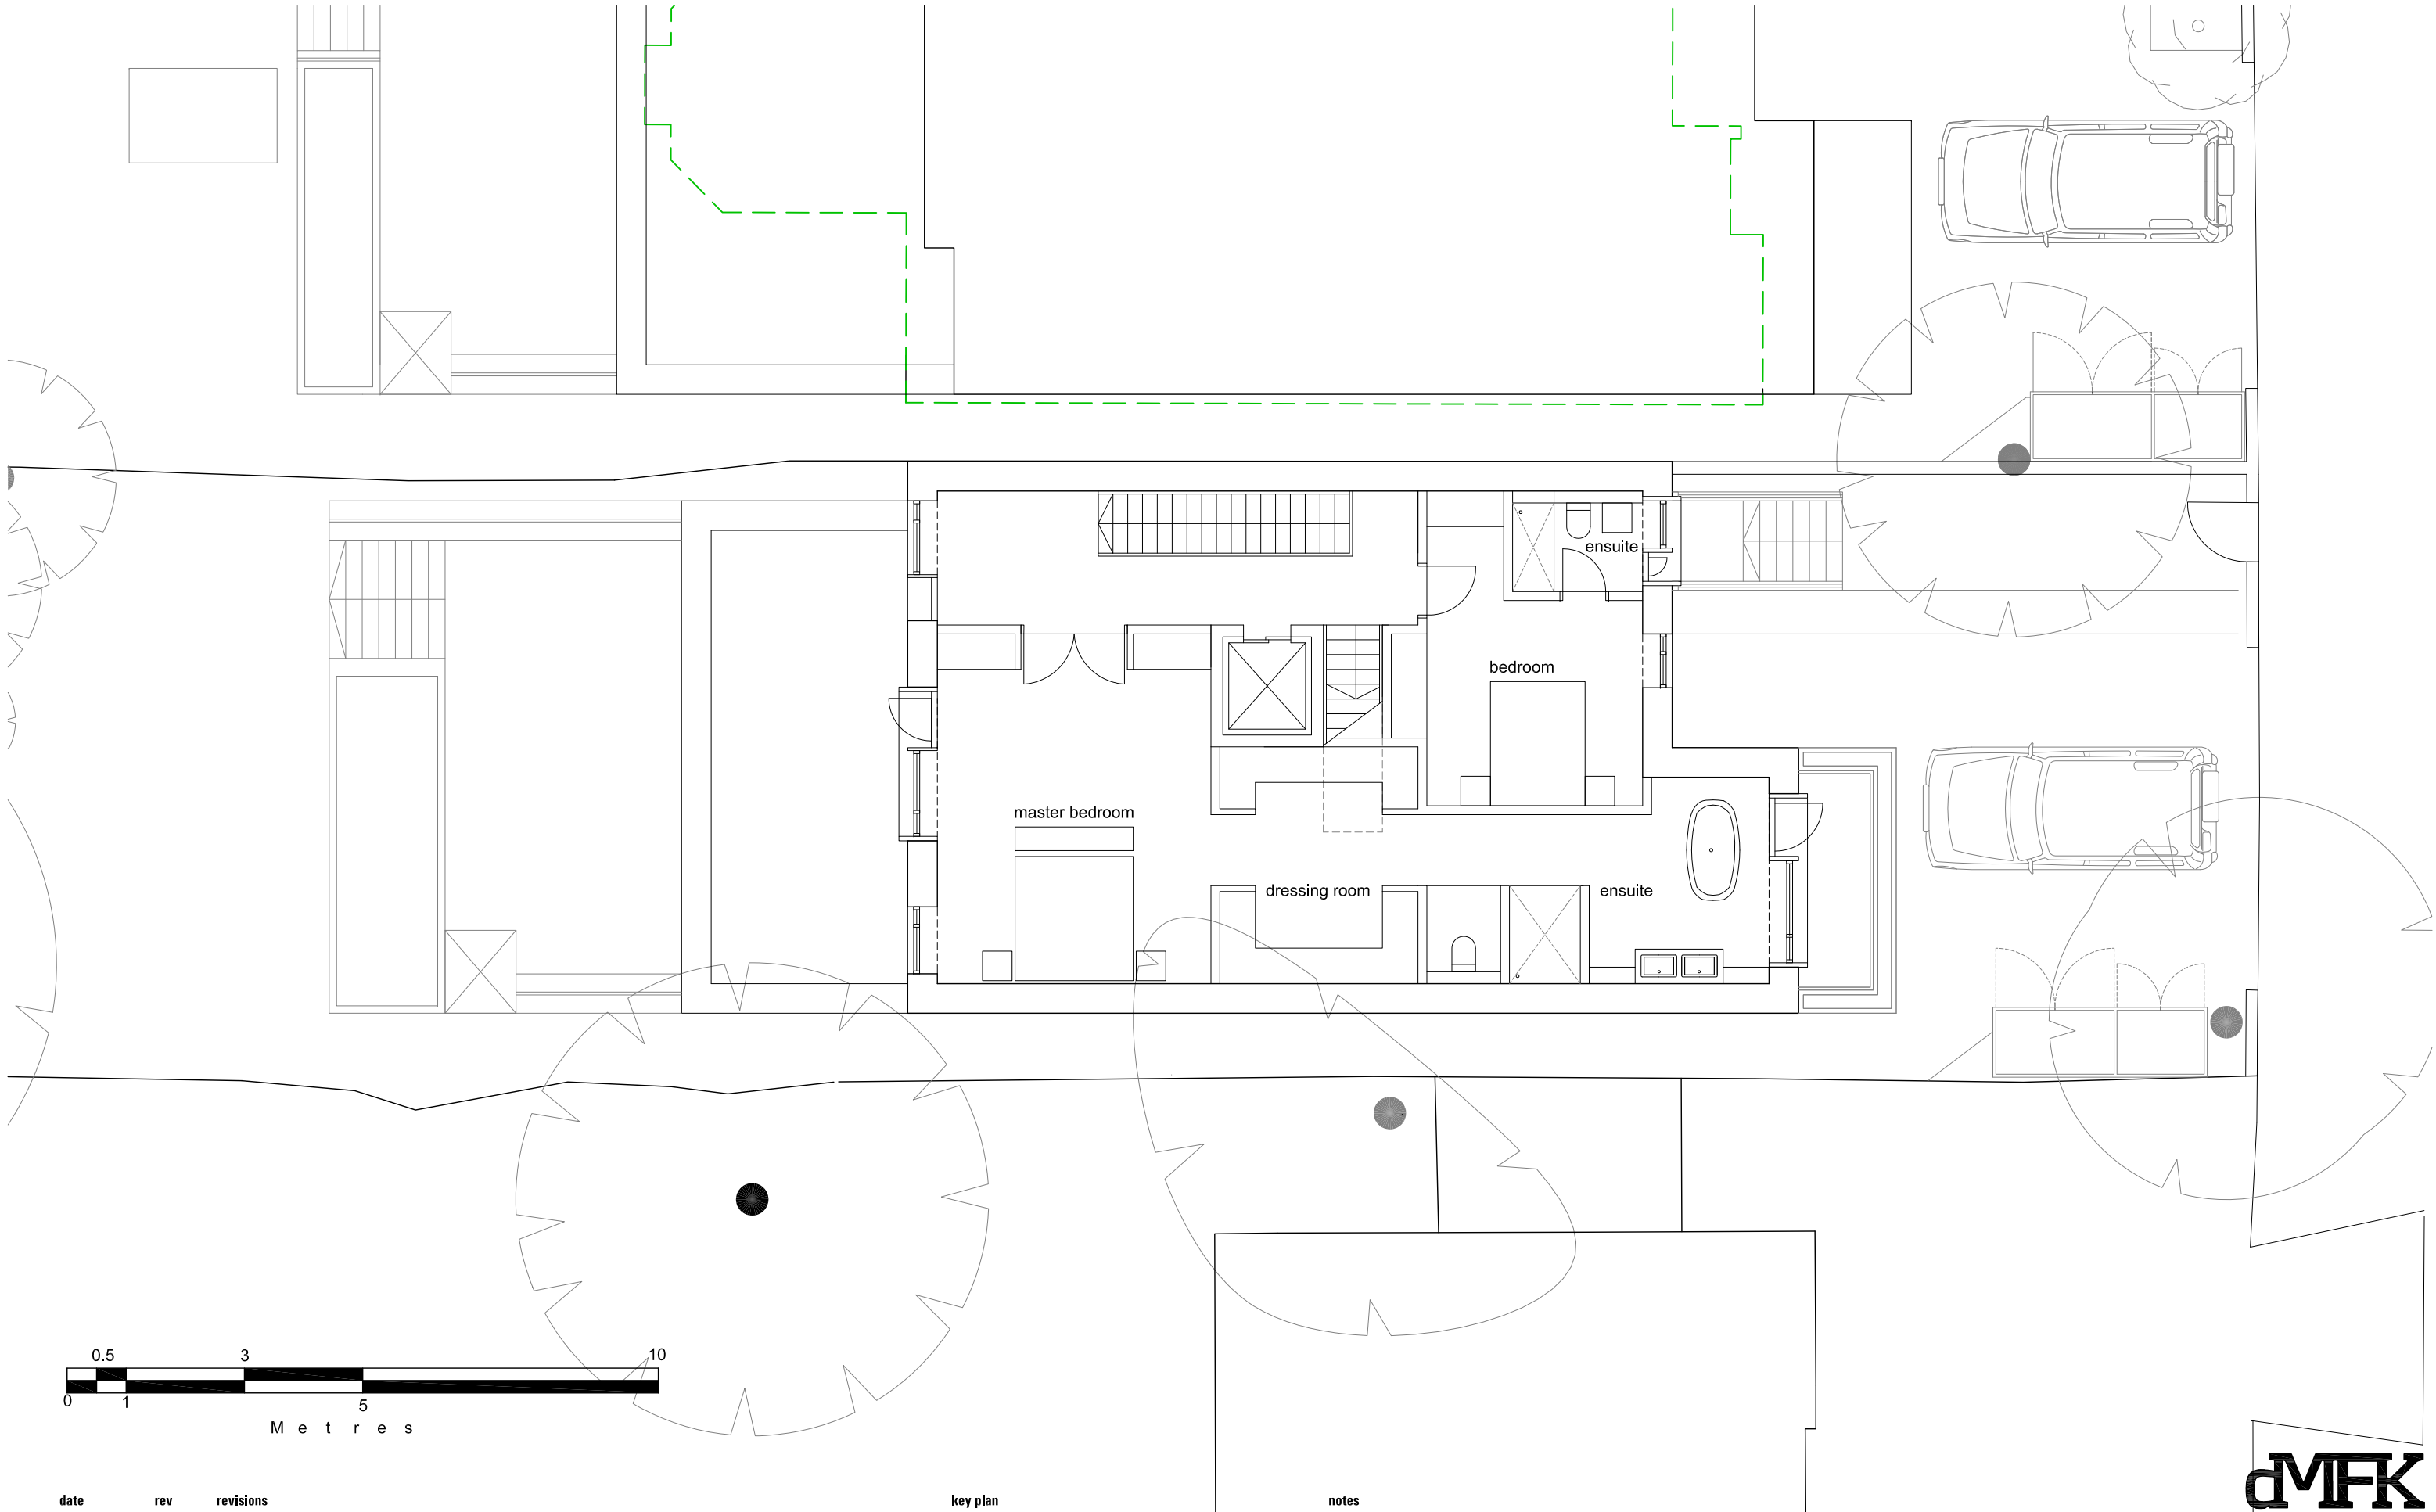 ensuite
bedroom
master bedroom
dressing room
ensuite
0.5 3 10
0 1 5
Metres
date rev revisions key plan notes
dMFK